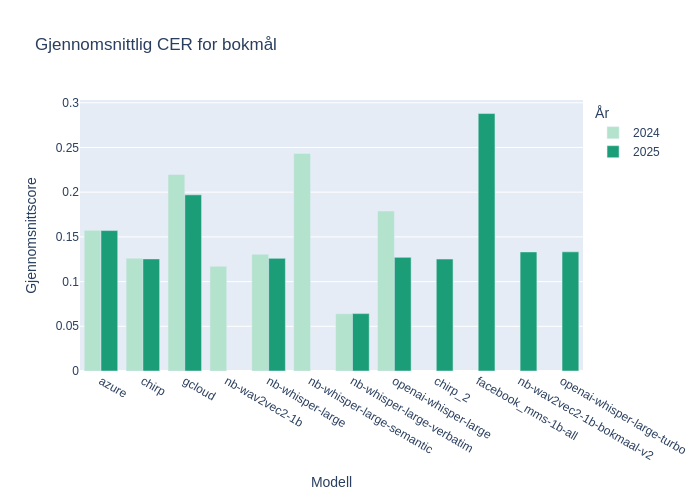 Gjennomsnittlig CER for bokmål
0.3
0.25
0.2
0.15
0.1
0.05
0
Gjennomsnittscore
År
2024
2025
azure
chirp
gcloud
nb-wav2vec2-1b
nb-whisper-large
nb-whisper-large-semantic
nb-whisper-large-verbatim
openai-whisper-large
chirp_2
facebook_mms-1b-all
nb-wav2vec2-1b-bokmaal-v2
openai-whisper-large-turbo
Modell